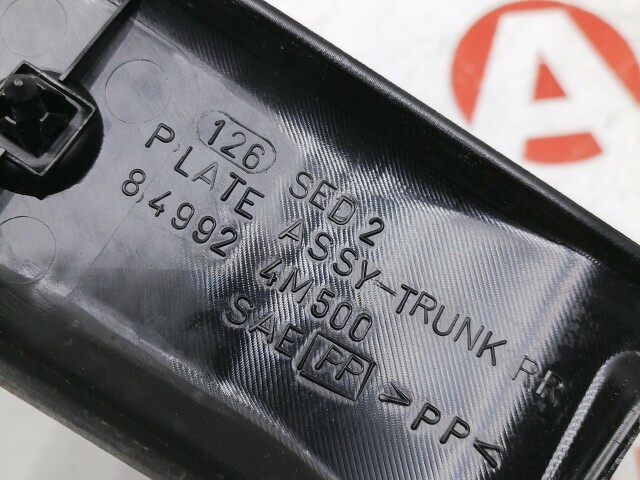 126 SED 2
PLATE ASSY-TRUNK RR
84992 4M500
SAE PP >PP<
A